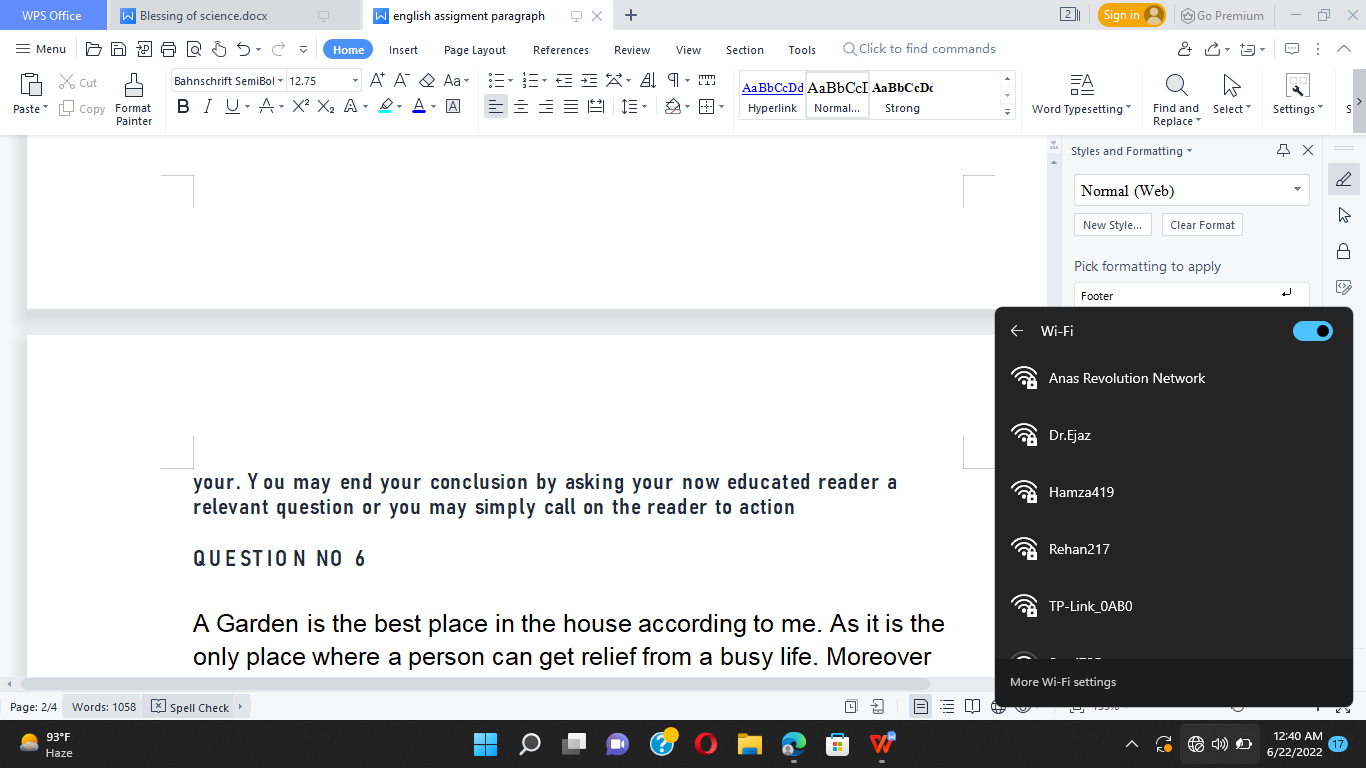 WPS Office
Blessing of science.docx
english assigment paragraph
2
Sign in
Go Premium
Menu
Home
Insert
Page Layout
References
Review
View
Section
Tools
Click to find commands
Paste
Cut
Copy
Format
Painter
Bahnschrift SemiBol
12.75
AaBbCcDd
Hyperlink
AaBbCcD
Normal...
AaBbCcDd
Strong
Word Typesetting
Find and
Replace
Select
Settings
Styles and Formatting
Normal (Web)
New Style...
Clear Format
Pick formatting to apply
Footer
your. You may end your conclusion by asking your now educated reader a
relevant question or you may simply call on the reader to action
QUESTION NO 6
A Garden is the best place in the house according to me. As it is the
only place where a person can get relief from a busy life. Moreover
Wi-Fi
Anas Revolution Network
Dr.Ejaz
Hamza419
Rehan217
TP-Link_0AB0
More Wi-Fi settings
Page: 2/4
Words: 1058
Spell Check
93°F
Haze
12:40 AM
6/22/2022
17